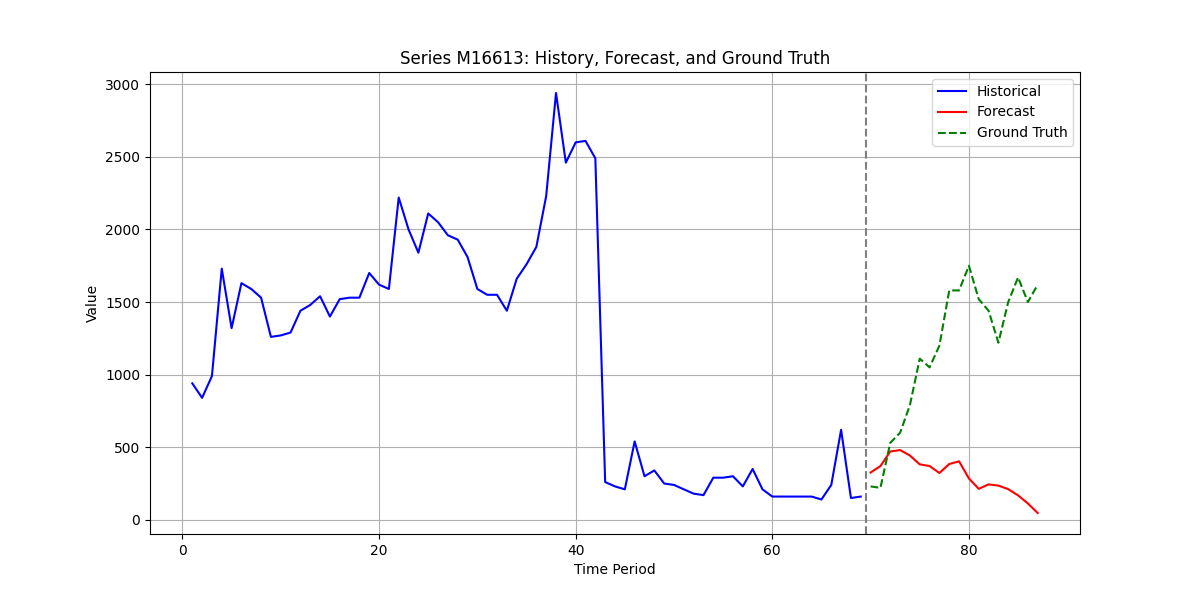 Series M16613: History, Forecast, and Ground Truth
Historical
Forecast
Ground Truth
3000
2500
2000
1500
1000
500
0
Value
0 20 40 60 80
Time Period